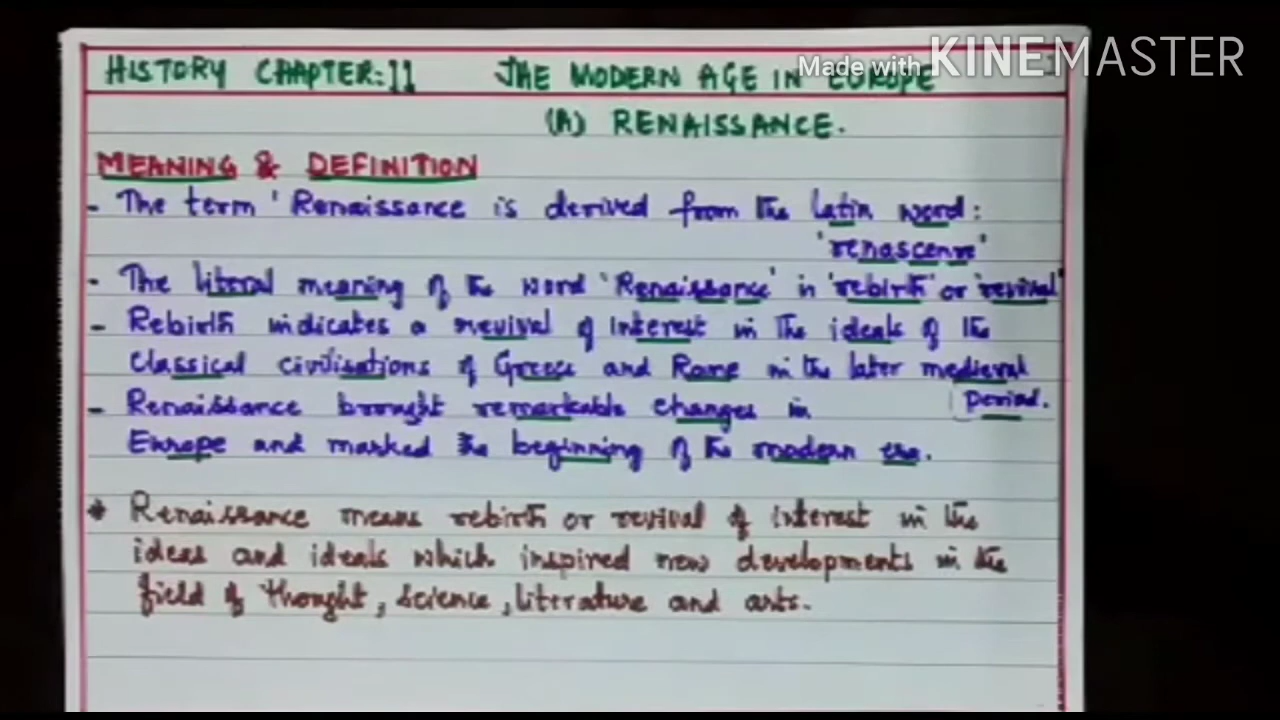 HISTORY CHAPTER:11 THE MODERN AGE IN EUROPE
Made with KINEMASTER
(A) RENAISSANCE.
MEANING & DEFINITION
- The term 'Renaissance is derived from the latin word:
'renascere'
- The literal meaning of the word 'Renaissance' is 'rebirth' or 'revival'
- Rebirth indicates a revival of interest in the ideals of the
classical civilisations of Greece and Rome in the later medieval
period.
- Renaissance brought remarkable changes in
Europe and marked the beginning of the modern era.
* Renaissance means rebirth or revival of interest in the
ideas and ideals which inspired new developments in the
field of thought, science, literature and arts.